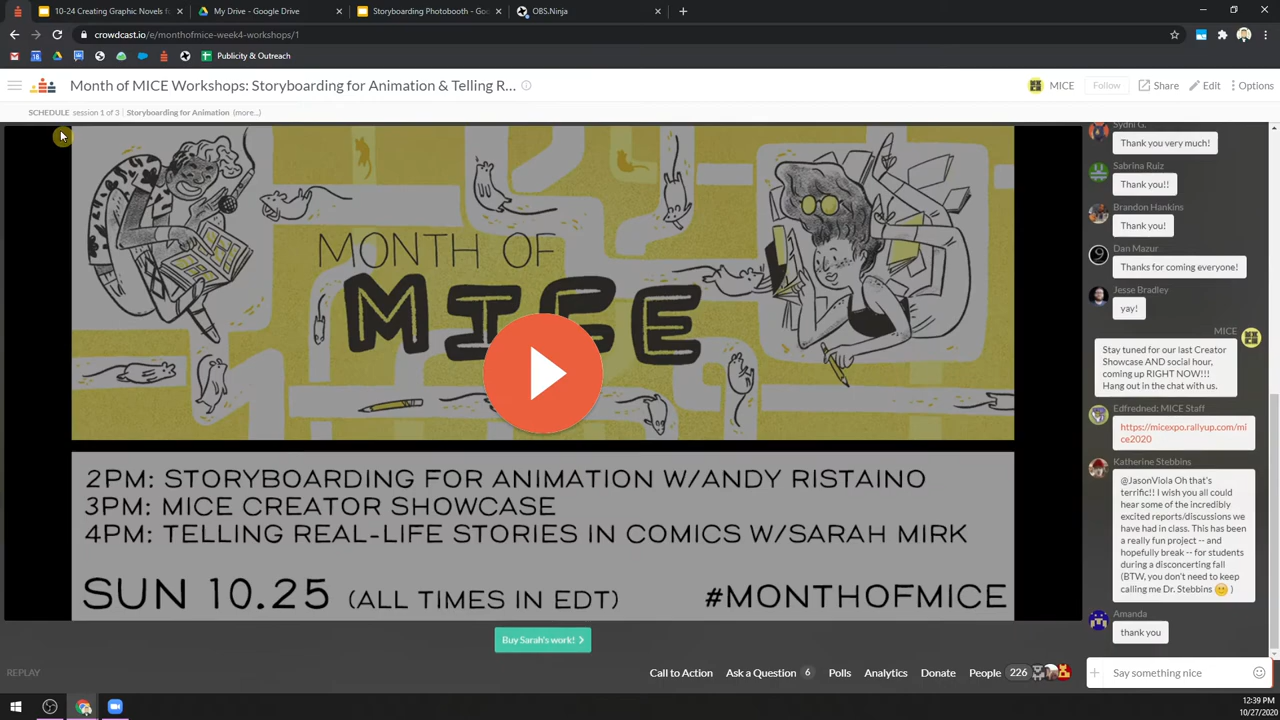 10-24 Creating Graphic Novels f
My Drive - Google Drive
Storyboarding Photobooth - Goo
OBS.Ninja
crowdcast.io/e/monthofmice-week4-workshops/1
Publicity & Outreach
Month of MICE Workshops: Storyboarding for Animation & Telling R...
MICE
Follow
Share
Edit
Options
SCHEDULE session 1 of 3 | Storyboarding for Animation (more...)
MONTH OF
MICE
2PM: STORYBOARDING FOR ANIMATION W/ANDY RISTAINO
3PM: MICE CREATOR SHOWCASE
4PM: TELLING REAL-LIFE STORIES IN COMICS W/SARAH MIRK
SUN 10.25 (ALL TIMES IN EDT) #MONTHOFMICE
Buy Sarah's work!
Sydni G.
Thank you very much!
Sabrina Ruiz
Thank you!!
Brandon Hankins
Thank you!
Dan Mazur
Thanks for coming everyone!
Jesse Bradley
yay!
MICE
Stay tuned for our last Creator
Showcase AND social hour,
coming up RIGHT NOW!!!
Hang out in the chat with us.
Edfredned: MICE Staff
https://micexpo.rallyup.com/mi
ce2020
Katherine Stebbins
@JasonViola Oh that's
terrific!! I wish you all could
hear some of the incredibly
excited reports/discussions we
have had in class. This has been
a really fun project -- and
hopefully break -- for students
during a disconcerting fall
(BTW, you don't need to keep
calling me Dr. Stebbins 🙂 )
Amanda
thank you
REPLAY
Call to Action
Ask a Question 6
Polls
Analytics
Donate
People 226
Say something nice
12:39 PM
10/27/2020